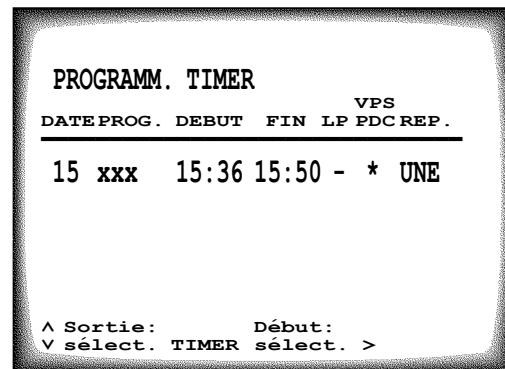 PROGRAMM. TIMER
VPS
DATE PROG. DEBUT FIN LP PDC REP.
15 xxx 15:36 15:50 - * UNE
∧ Sortie: Début:
∨ sélect. TIMER sélect. >